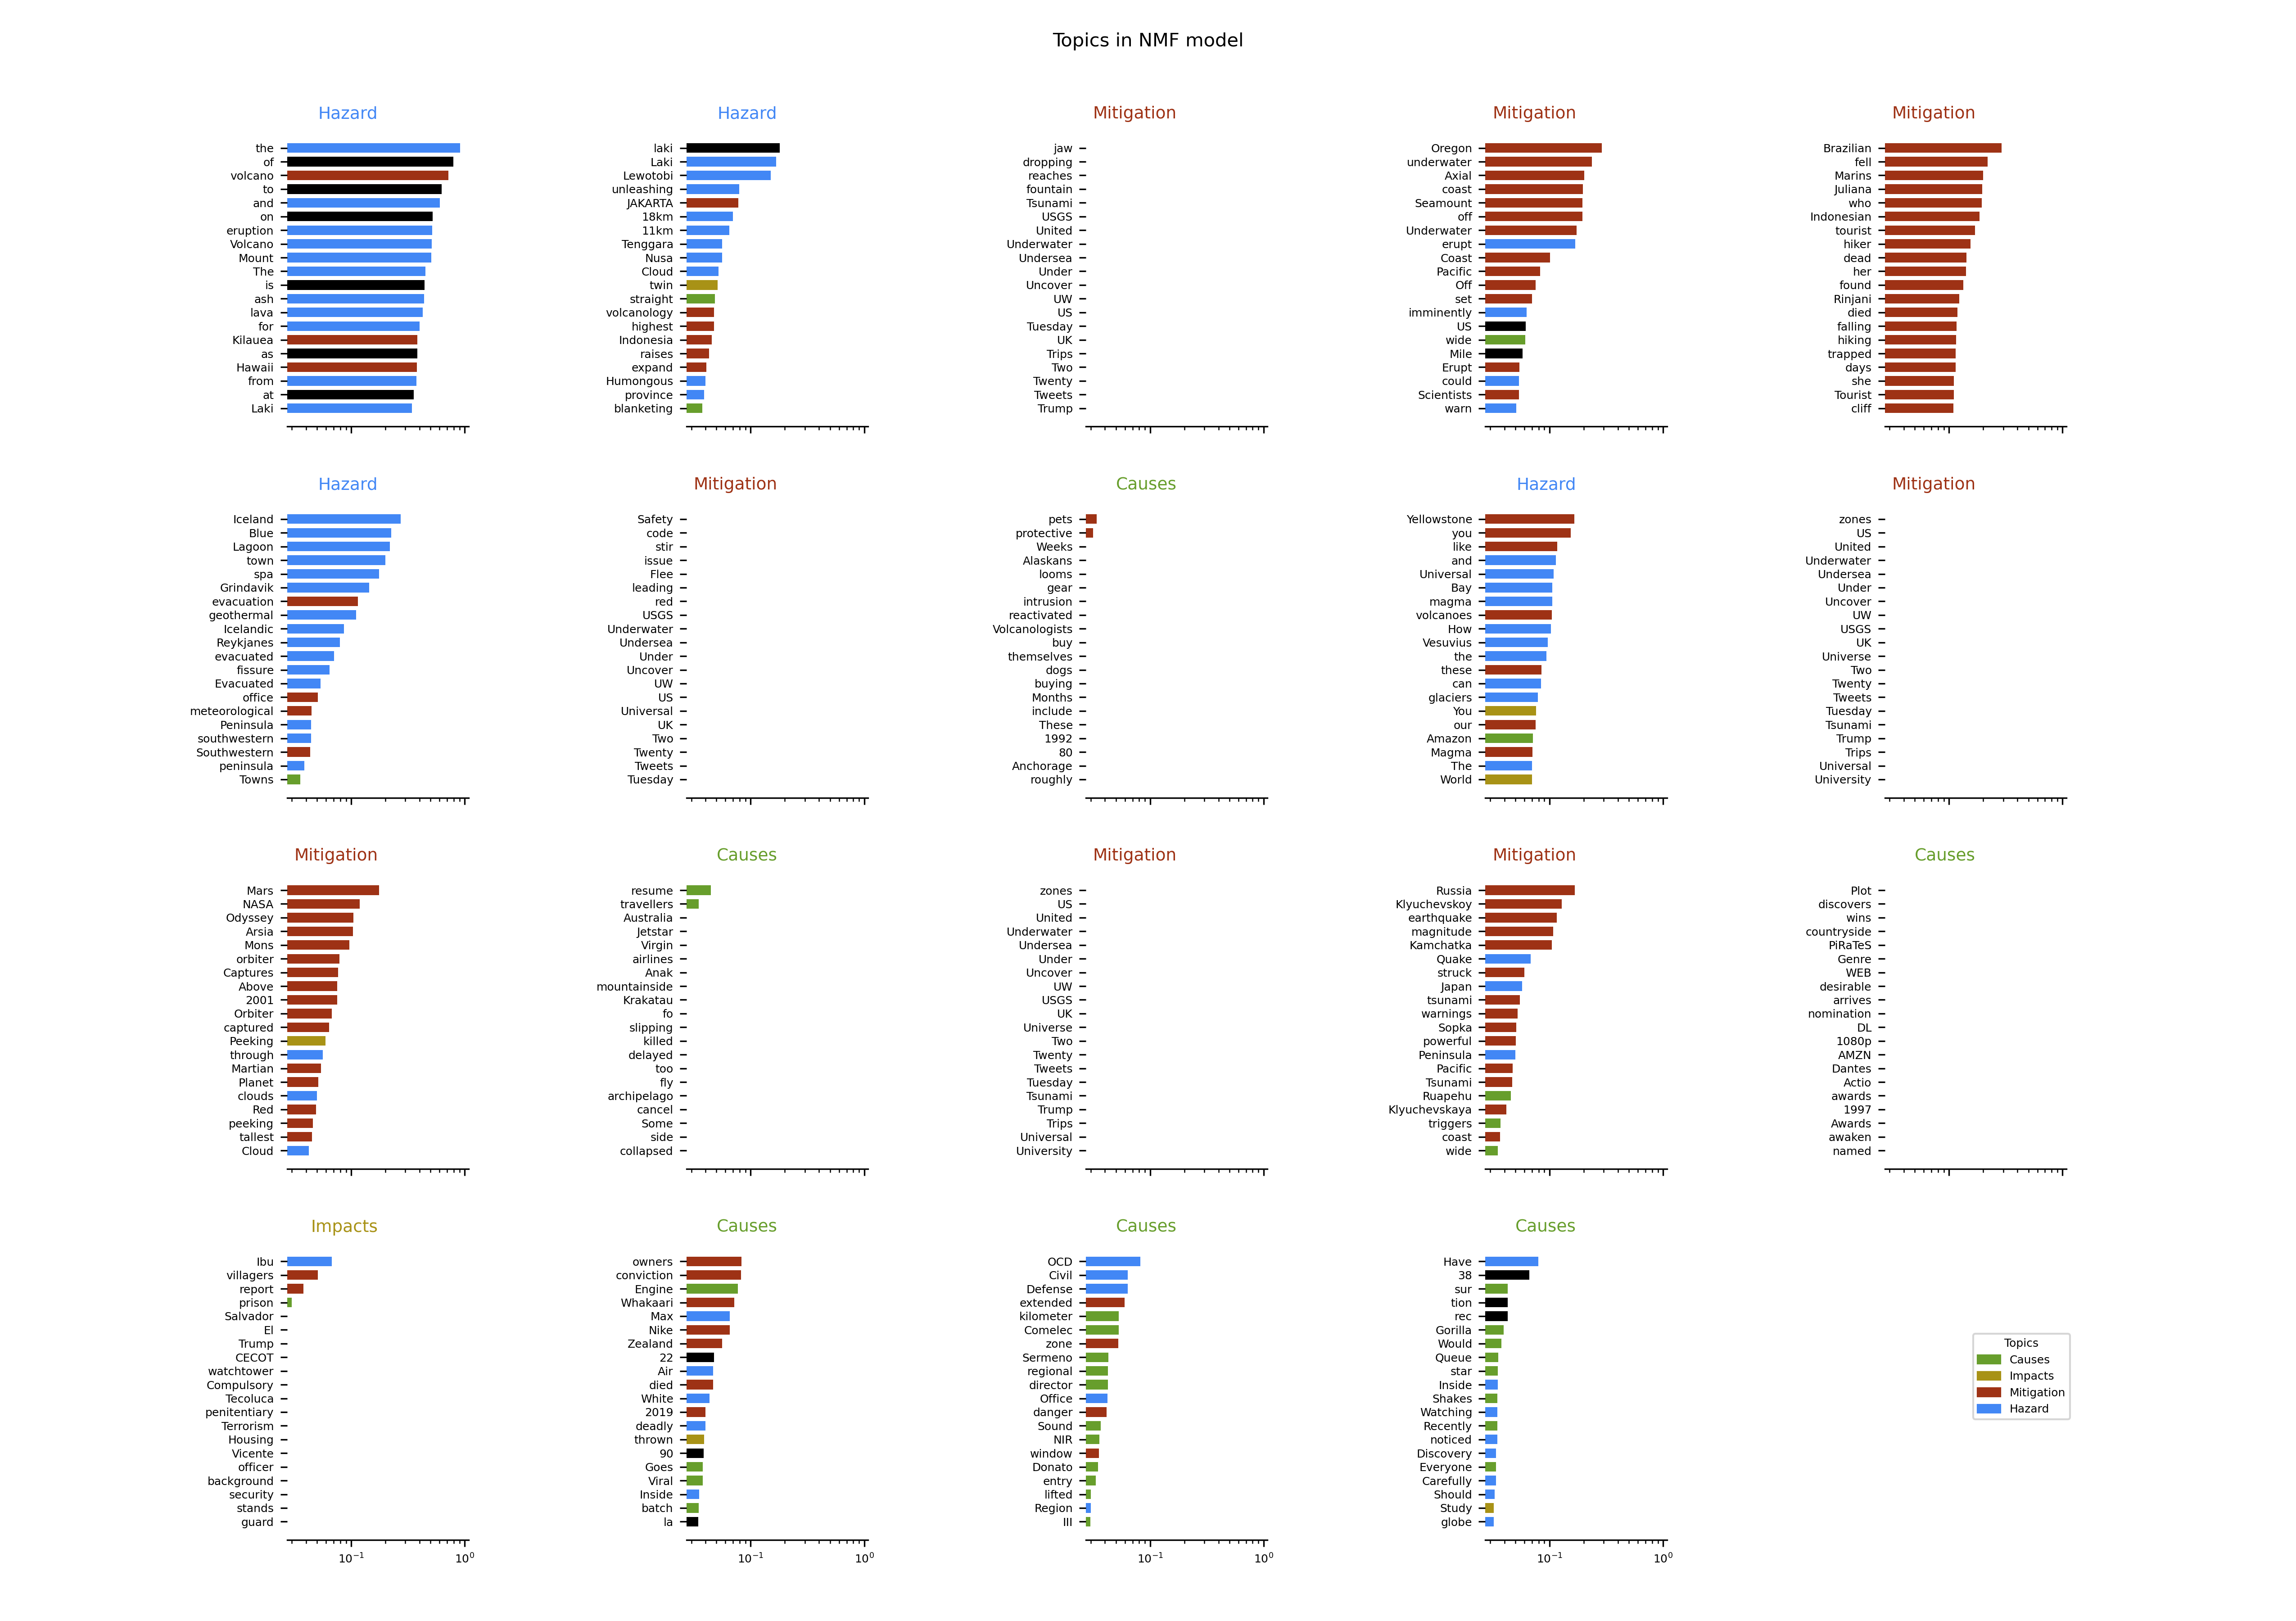 Topics in NMF model
Hazard
the
of
volcano
to
and
on
eruption
Volcano
Mount
The
is
ash
lava
for
Kilauea
as
Hawaii
from
at
Laki
Hazard
laki
Laki
Lewotobi
unleashing
JAKARTA
18km
11km
Tenggara
Nusa
Cloud
twin
straight
volcanology
highest
Indonesia
raises
expand
Humongous
province
blanketing
Mitigation
jaw
dropping
reaches
fountain
Tsunami
USGS
United
Underwater
Undersea
Under
Uncover
UW
US
Tuesday
UK
Trips
Two
Twenty
Tweets
Trump
Mitigation
Oregon
underwater
Axial
coast
Seamount
off
Underwater
erupt
Coast
Pacific
Off
set
imminently
US
wide
Mile
Erupt
could
Scientists
warn
Mitigation
Brazilian
fell
Marins
Juliana
who
Indonesian
tourist
hiker
dead
her
found
Rinjani
died
falling
hiking
trapped
days
she
Tourist
cliff
Hazard
Iceland
Blue
Lagoon
town
spa
Grindavik
evacuation
geothermal
Icelandic
Reykjanes
evacuated
fissure
Evacuated
office
meteorological
Peninsula
southwestern
Southwestern
peninsula
Towns
Mitigation
Safety
code
stir
issue
Flee
leading
red
USGS
Underwater
Undersea
Under
Uncover
UW
US
Universal
UK
Two
Twenty
Tweets
Tuesday
Causes
pets
protective
Weeks
Alaskans
looms
gear
intrusion
reactivated
Volcanologists
buy
themselves
dogs
buying
Months
include
These
1992
80
Anchorage
roughly
Hazard
Yellowstone
you
like
and
Universal
Bay
magma
volcanoes
How
Vesuvius
the
these
can
glaciers
You
our
Amazon
Magma
The
World
Mitigation
zones
US
United
Underwater
Undersea
Under
Uncover
UW
USGS
UK
Universe
Two
Twenty
Tweets
Tuesday
Tsunami
Trump
Trips
Universal
University
Mitigation
Mars
NASA
Odyssey
Arsia
Mons
orbiter
Captures
Above
2001
Orbiter
captured
Peeking
through
Martian
Planet
clouds
Red
peeking
tallest
Cloud
Causes
resume
travellers
Australia
Jetstar
Virgin
airlines
Anak
mountainside
Krakatau
fo
slipping
killed
delayed
too
fly
archipelago
cancel
Some
side
collapsed
Mitigation
zones
US
United
Underwater
Undersea
Under
Uncover
UW
USGS
UK
Universe
Two
Twenty
Tweets
Tuesday
Tsunami
Trump
Trips
Universal
University
Mitigation
Russia
Klyuchevskoy
earthquake
magnitude
Kamchatka
Quake
struck
Japan
tsunami
warnings
Sopka
powerful
Peninsula
Pacific
Tsunami
Ruapehu
Klyuchevskaya
triggers
coast
wide
Causes
Plot
discovers
wins
countryside
PiRaTeS
Genre
WEB
desirable
arrives
nomination
DL
1080p
AMZN
Dantes
Actio
awards
1997
Awards
awaken
named
Impacts
Ibu
villagers
report
prison
Salvador
El
Trump
CECOT
watchtower
Compulsory
Tecoluca
penitentiary
Terrorism
Housing
Vicente
officer
background
security
stands
guard
10⁻¹ 10⁰
Causes
owners
conviction
Engine
Whakaari
Max
Nike
Zealand
22
Air
died
White
2019
deadly
thrown
90
Goes
Viral
Inside
batch
la
10⁻¹ 10⁰
Causes
OCD
Civil
Defense
extended
kilometer
Comelec
zone
Sermeno
regional
director
Office
danger
Sound
NIR
window
Donato
entry
lifted
Region
III
10⁻¹ 10⁰
Causes
Have
38
sur
tion
rec
Gorilla
Would
Queue
star
Inside
Shakes
Watching
Recently
noticed
Discovery
Everyone
Carefully
Should
Study
globe
10⁻¹ 10⁰
Topics
Causes
Impacts
Mitigation
Hazard